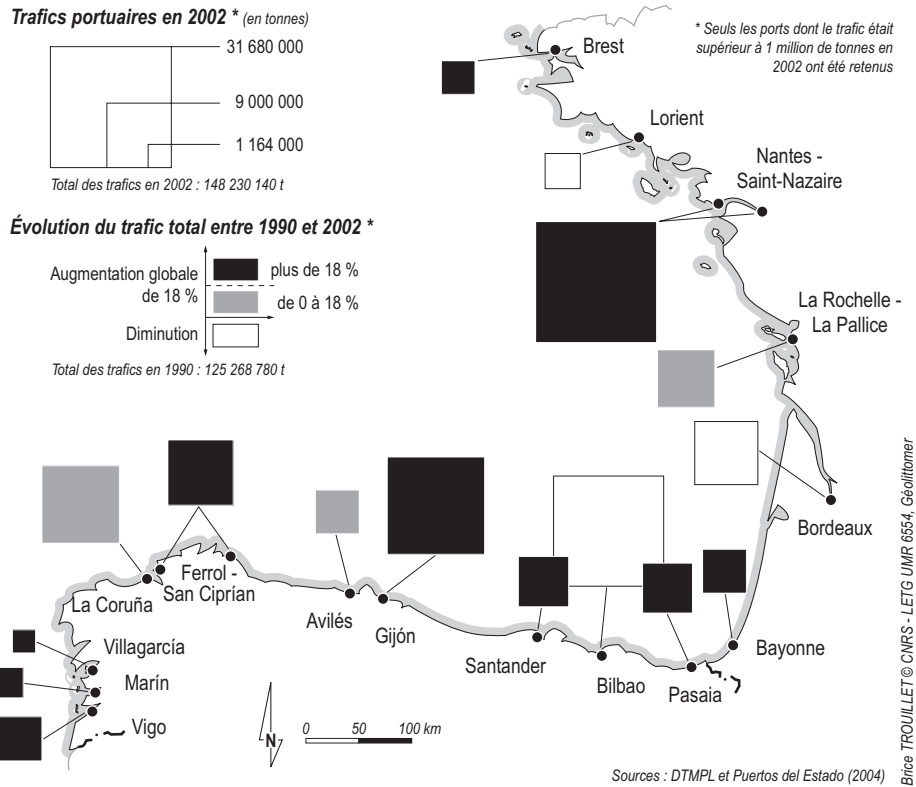 Trafics portuaires en 2002 * (en tonnes)
31 680 000
9 000 000
1 164 000
Total des trafics en 2002 : 148 230 140 t
Évolution du trafic total entre 1990 et 2002 *
Augmentation globale
de 18 %
plus de 18 %
de 0 à 18 %
Diminution
Total des trafics en 1990 : 125 268 780 t
* Seuls les ports dont le trafic était
supérieur à 1 million de tonnes en
2002 ont été retenus
Brest
Lorient
Nantes -
Saint-Nazaire
La Rochelle -
La Pallice
Bordeaux
Bayonne
Pasaia
Bilbao
Santander
Gijón
Avilés
Ferrol -
San Ciprían
La Coruña
Villagarcía
Marín
Vigo
N
0 50 100 km
Sources : DTMPL et Puertos del Estado (2004)
Brice TROUILLET © CNRS - LETG UMR 6554, Géolittomer